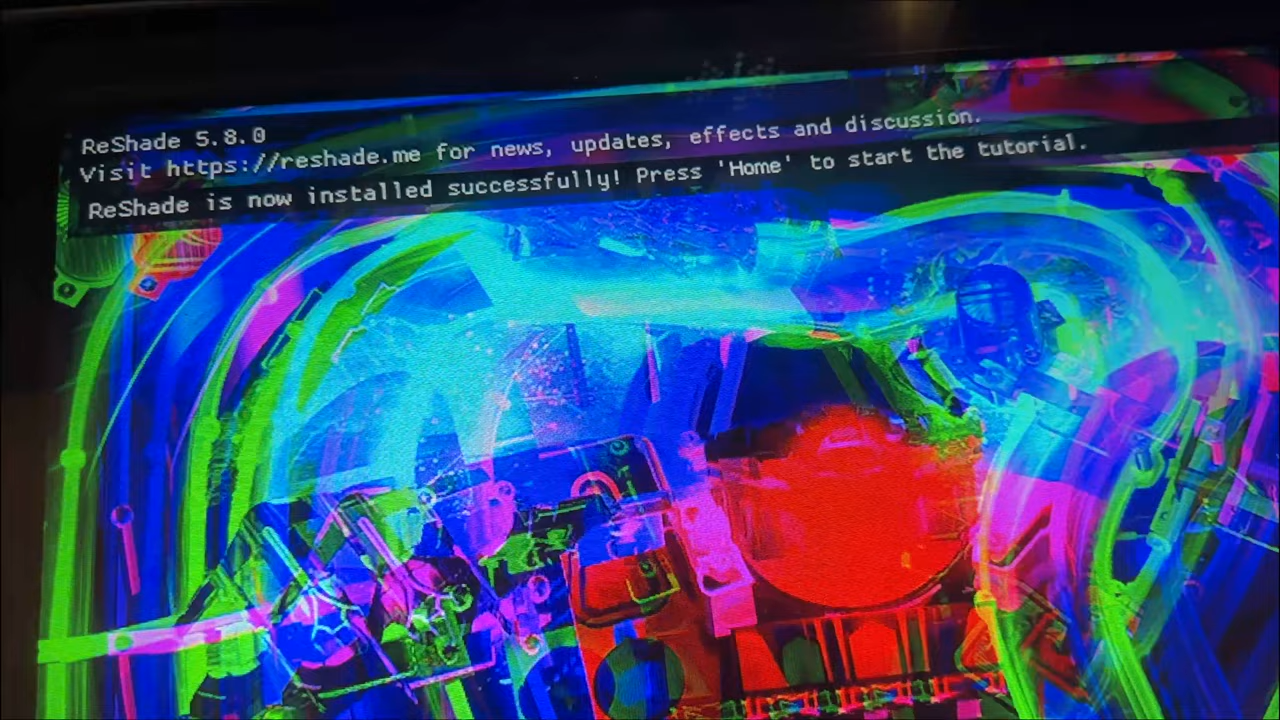 ReShade 5.8.0
Visit https://reshade.me for news, updates, effects and discussion.
ReShade is now installed successfully! Press 'Home' to start the tutorial.